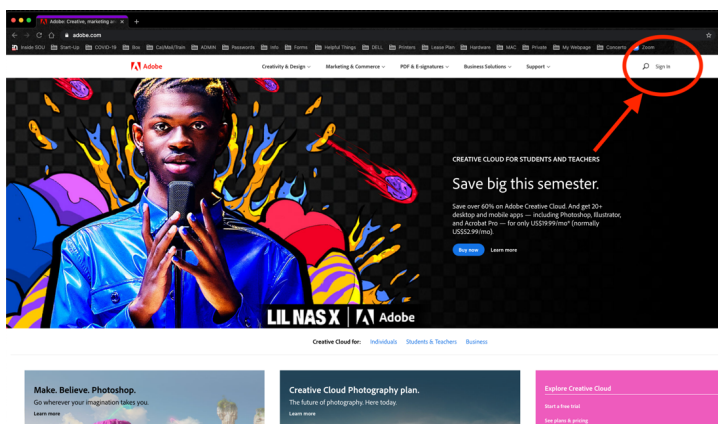 Adobe: Creative, marketing an
adobe.com
Inside SOU Start-Up COVID-19 Box Cal/Mail/Train ADMIN Passwords Info Forms Helpful Things DELL Printers Lease Plan Hardware MAC Private My Webpage Concerto Zoom
Adobe Creativity & Design Marketing & Commerce PDF & E-signatures Business Solutions Support Sign In
CREATIVE CLOUD FOR STUDENTS AND TEACHERS
Save big this semester.
Save over 60% on Adobe Creative Cloud. And get 20+
desktop and mobile apps — including Photoshop, Illustrator,
and Acrobat Pro — for only US$19.99/mo* (normally
US$52.99/mo).
Buy now Learn more
LIL NAS X | Adobe
Creative Cloud for: Individuals Students & Teachers Business
Make. Believe. Photoshop.
Go wherever your imagination takes you.
Learn more
Creative Cloud Photography plan.
The future of photography. Here today.
Learn more
Explore Creative Cloud
Start a free trial
See plans & pricing